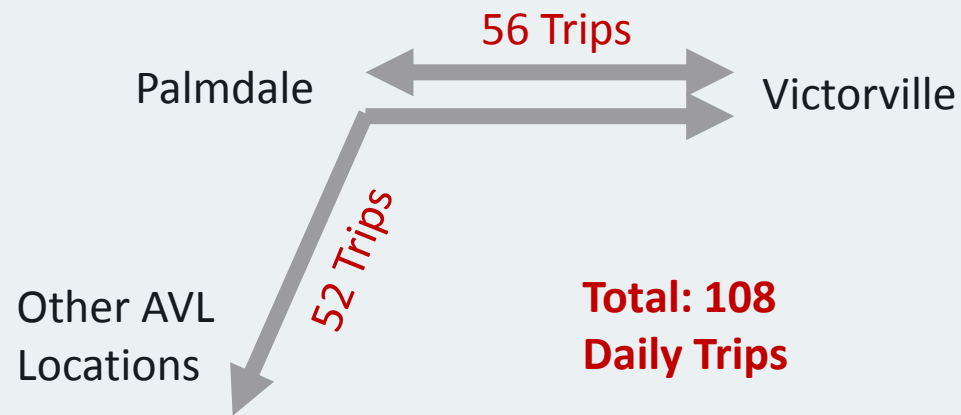 56 Trips
Palmdale
Victorville
52 Trips
Other AVL
Locations
Total: 108
Daily Trips